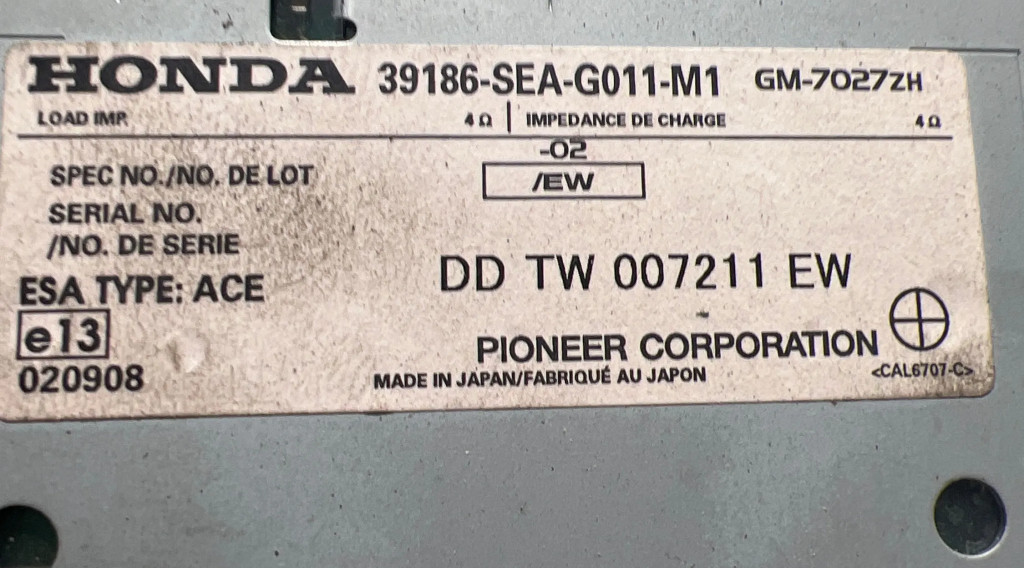 HONDA 39186-SEA-G011-M1 GM-7027ZH
LOAD IMP. 4Ω IMPEDANCE DE CHARGE 4Ω
-02
SPEC NO./NO. DE LOT /EW
SERIAL NO.
/NO. DE SERIE
DD TW 007211 EW
ESA TYPE: ACE
e13
PIONEER CORPORATION
020908
MADE IN JAPAN/FABRIQUÉ AU JAPON <CAL6707-C>